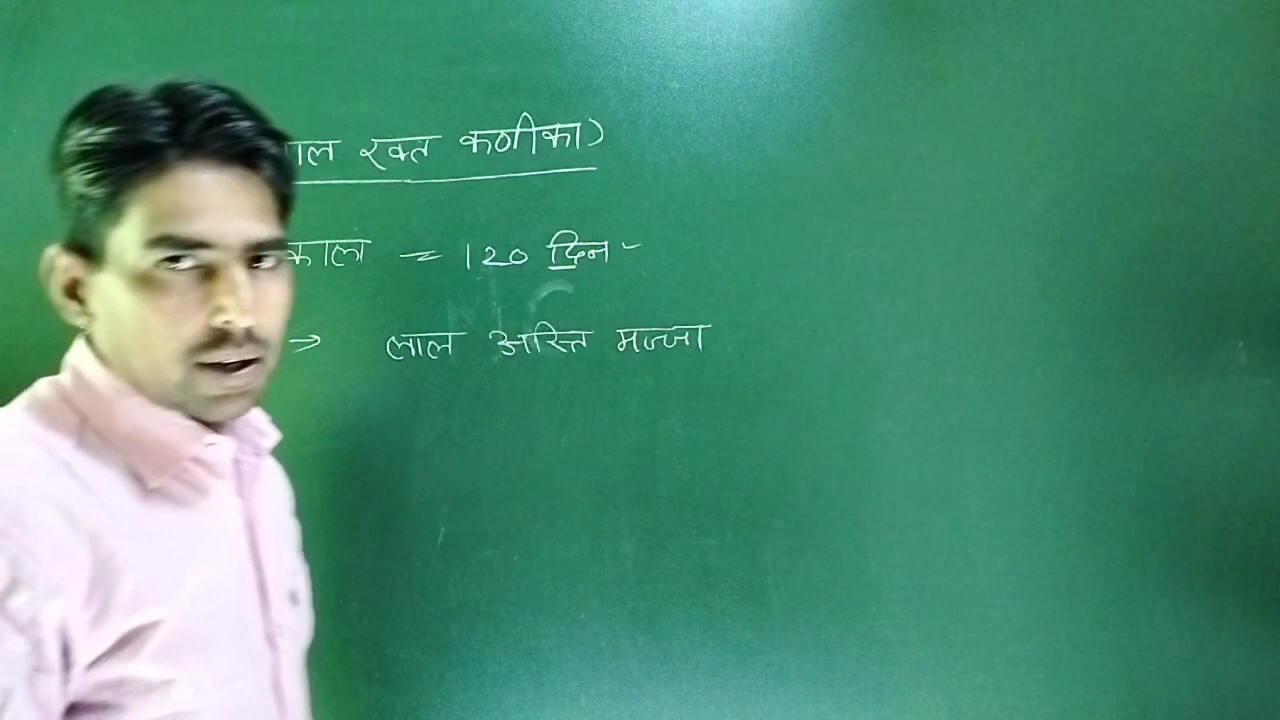 ाल रक्त कणीका)
काल = 120 दिन
→ लाल अस्ति मज्जा